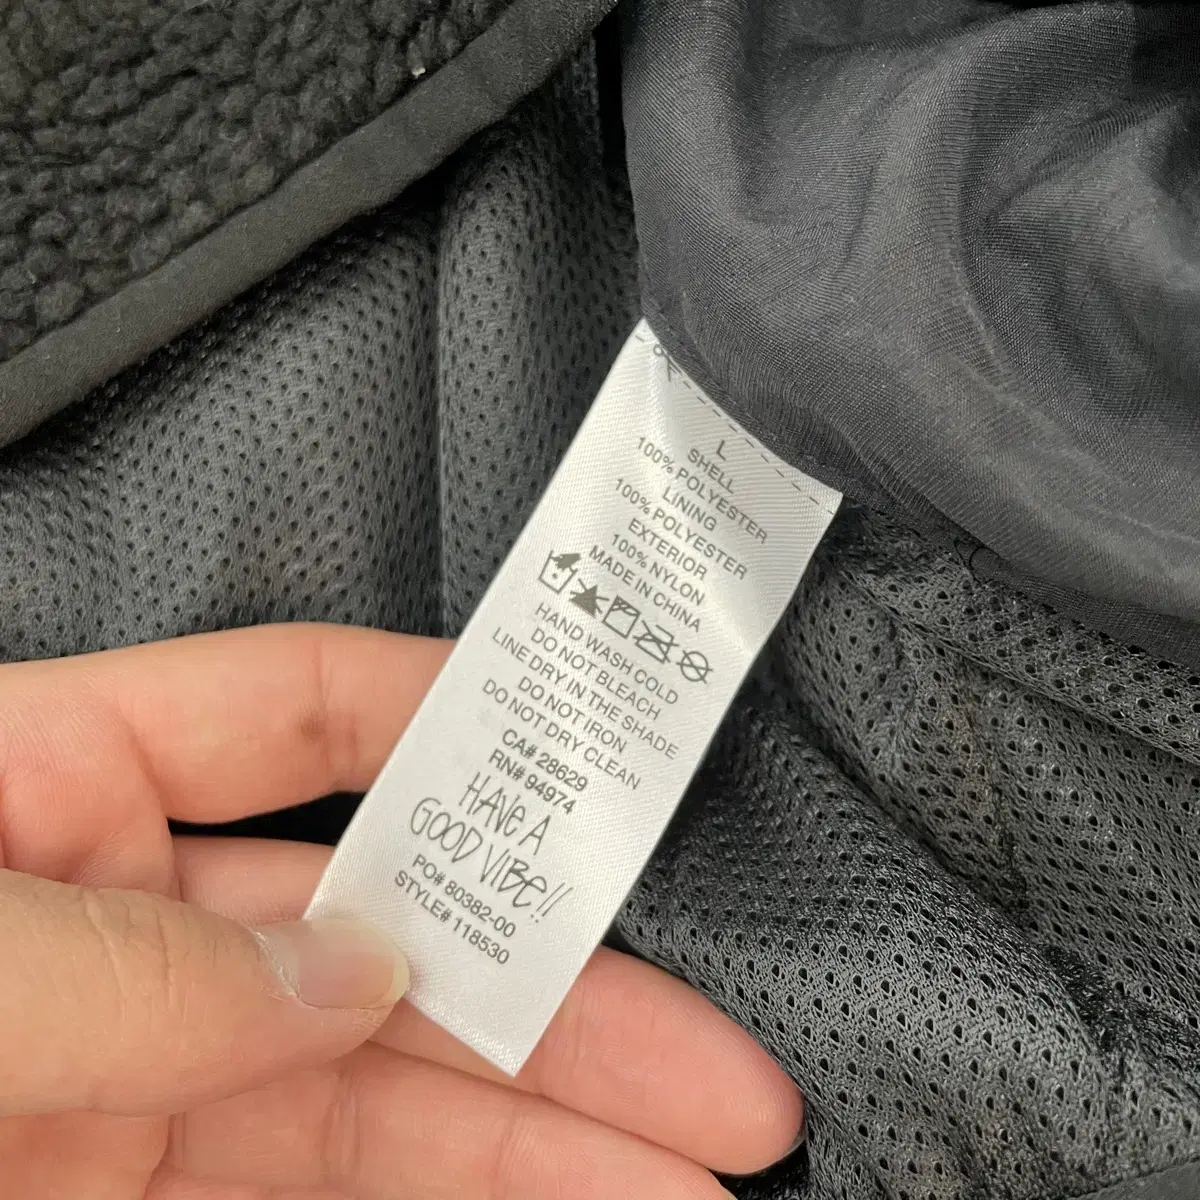 L
SHELL
100% POLYESTER
LINING
100% POLYESTER
EXTERIOR
100% NYLON
MADE IN CHINA
HAND WASH COLD
DO NOT BLEACH
LINE DRY IN THE SHADE
DO NOT IRON
DO NOT DRY CLEAN
CA# 28629
RN# 94974
HAVE A
GOOD VIBE!!
PO# 80382-00
STYLE# 118530